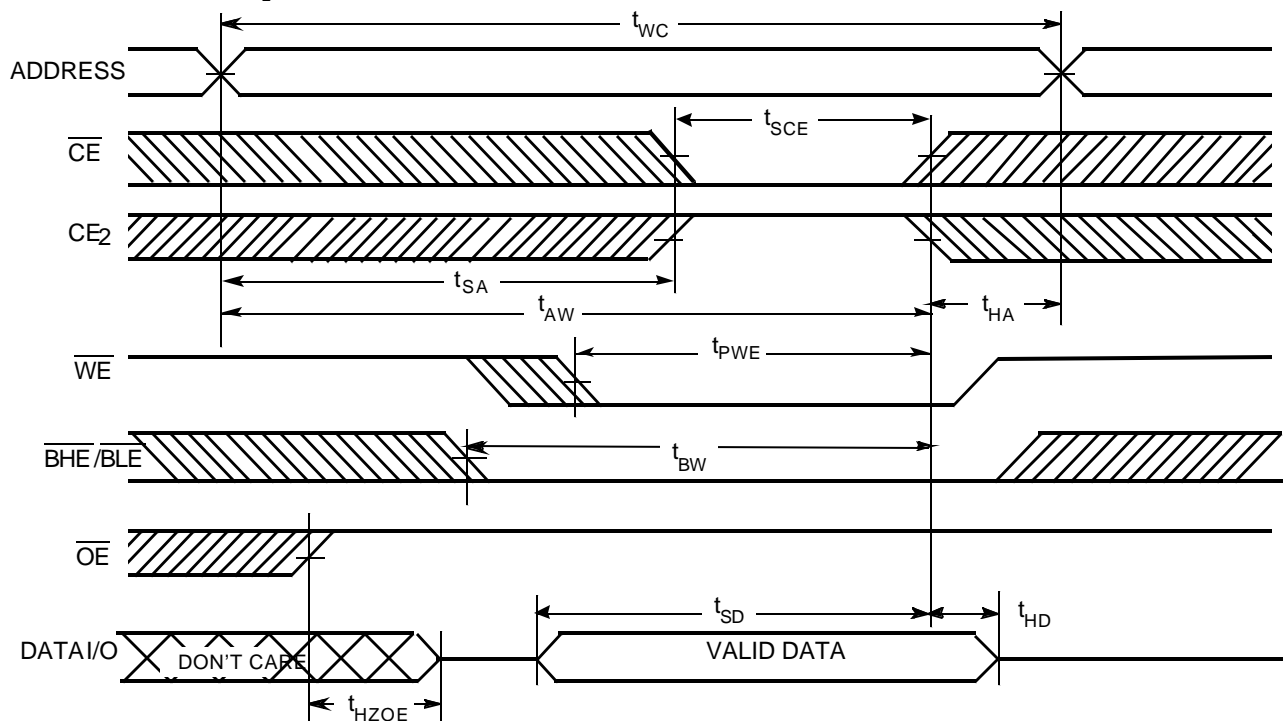 tWC
ADDRESS
tSCE
CE
CE2
tSA
tAW
tHA
tPWE
WE
BHE/BLE
tBW
OE
tSD
tHD
DATAI/O
DON'T CARE
VALID DATA
tHZOE